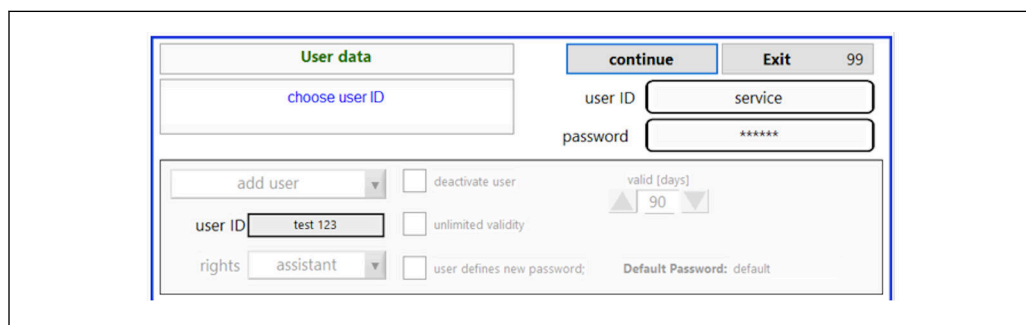 User data
continue
Exit 99
choose user ID
user ID service
password ******
add user
deactivate user
valid [days]
90
user ID test 123
unlimited validity
rights assistant
user defines new password;
Default Password: default